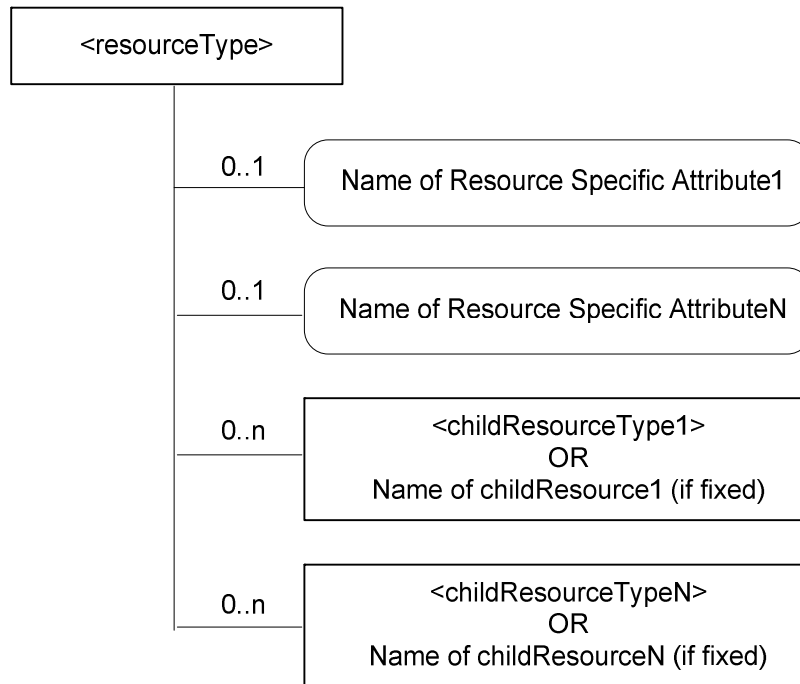 <resourceType>
0..1
Name of Resource Specific Attribute1
0..1
Name of Resource Specific AttributeN
0..n
<childResourceType1>
OR
Name of childResource1 (if fixed)
0..n
<childResourceTypeN>
OR
Name of childResourceN (if fixed)